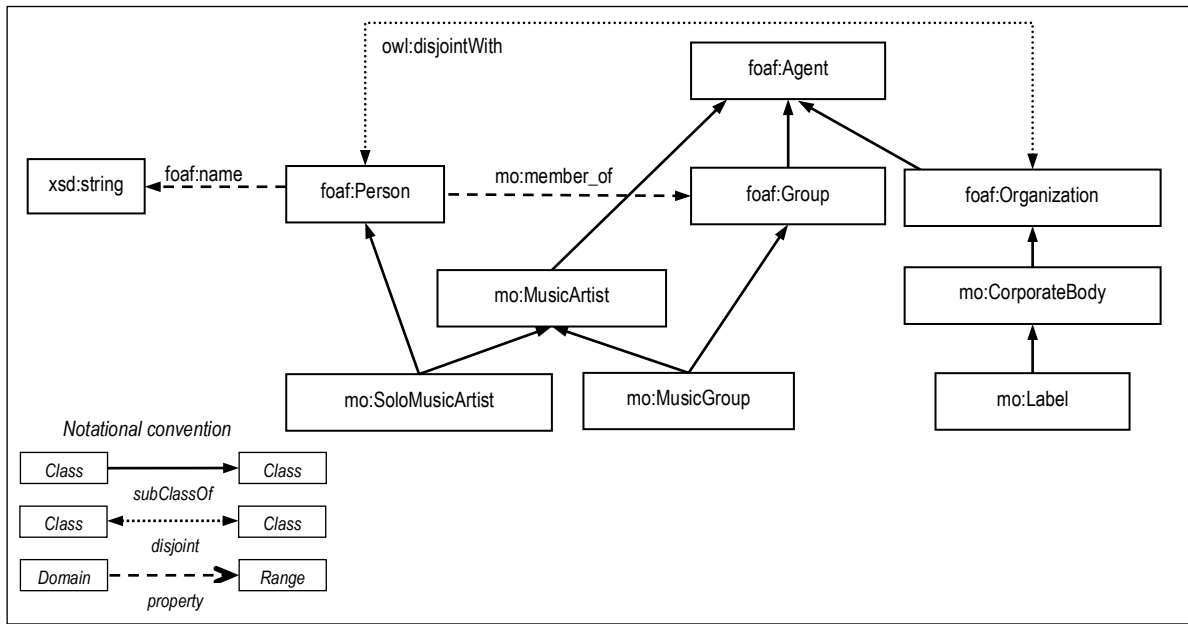 owl:disjointWith
foaf:Agent
xsd:string
foaf:name
foaf:Person
mo:member_of
foaf:Group
foaf:Organization
mo:MusicArtist
mo:CorporateBody
mo:SoloMusicArtist
mo:MusicGroup
mo:Label
Notational convention
Class
Class
subClassOf
Class
Class
disjoint
Domain
Range
property